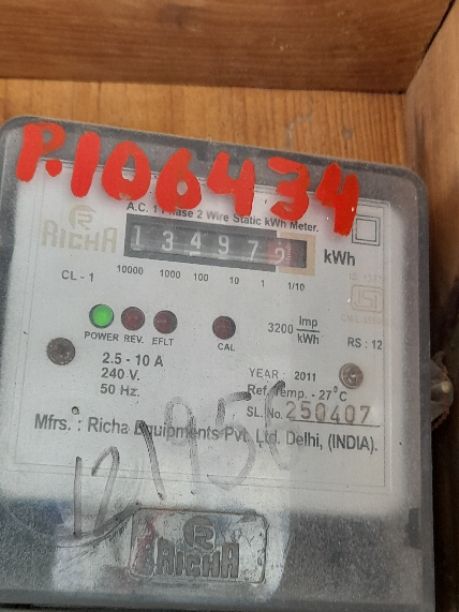 P.106434
A.C. 1 Phase 2 Wire Static kWh Meter.
RICHA
13497 kWh
CL - 1
10000 1000 100 10 1 1/10
POWER REV. EFLT CAL
3200 Imp/kWh
RS : 12
2.5 - 10 A
240 V.
50 Hz.
YEAR : 2011
Ref. Temp. - 27°C
SL. No. 250407
Mfrs. : Richa Equipments Pvt. Ltd. Delhi, (INDIA).
RICHA